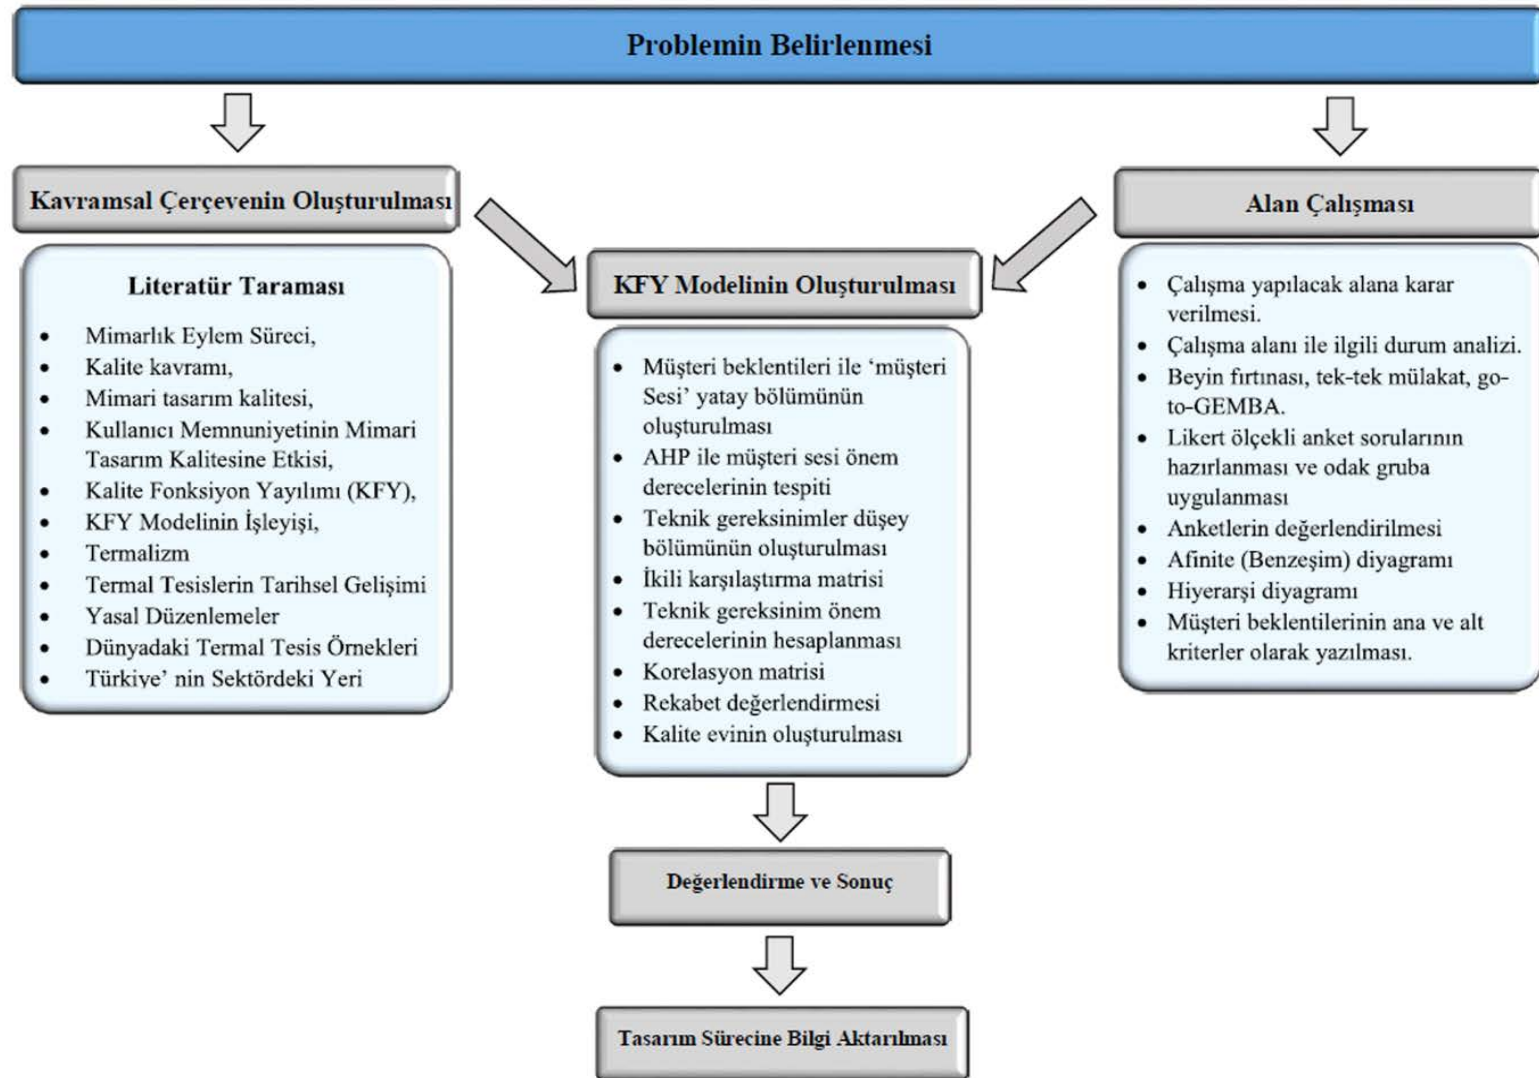 Problemin Belirlenmesi
Kavramsal Çerçevenin Oluşturulması
Literatür Taraması
• Mimarlık Eylem Süreci,
• Kalite kavramı,
• Mimari tasarım kalitesi,
• Kullanıcı Memnuniyetinin Mimari
Tasarım Kalitesine Etkisi,
• Kalite Fonksiyon Yayılımı (KFY),
• KFY Modelinin İşleyişi,
• Termalizm
• Termal Tesislerin Tarihsel Gelişimi
• Yasal Düzenlemeler
• Dünyadaki Termal Tesis Örnekleri
• Türkiye’ nin Sektördeki Yeri
KFY Modelinin Oluşturulması
• Müşteri beklentileri ile ‘müşteri
Sesi’ yatay bölümünün
oluşturulması
• AHP ile müşteri sesi önem
derecelerinin tespiti
• Teknik gereksinimler düşey
bölümünün oluşturulması
• İkili karşılaştırma matrisi
• Teknik gereksinim önem
derecelerinin hesaplanması
• Korelasyon matrisi
• Rekabet değerlendirmesi
• Kalite evinin oluşturulması
Alan Çalışması
• Çalışma yapılacak alana karar
verilmesi.
• Çalışma alanı ile ilgili durum analizi.
• Beyin fırtınası, tek-tek mülakat, go-
to-GEMBA.
• Likert ölçekli anket sorularının
hazırlanması ve odak gruba
uygulanması
• Anketlerin değerlendirilmesi
• Afinite (Benzeşim) diyagramı
• Hiyerarşi diyagramı
• Müşteri beklentilerinin ana ve alt
kriterler olarak yazılması.
Değerlendirme ve Sonuç
Tasarım Sürecine Bilgi Aktarılması